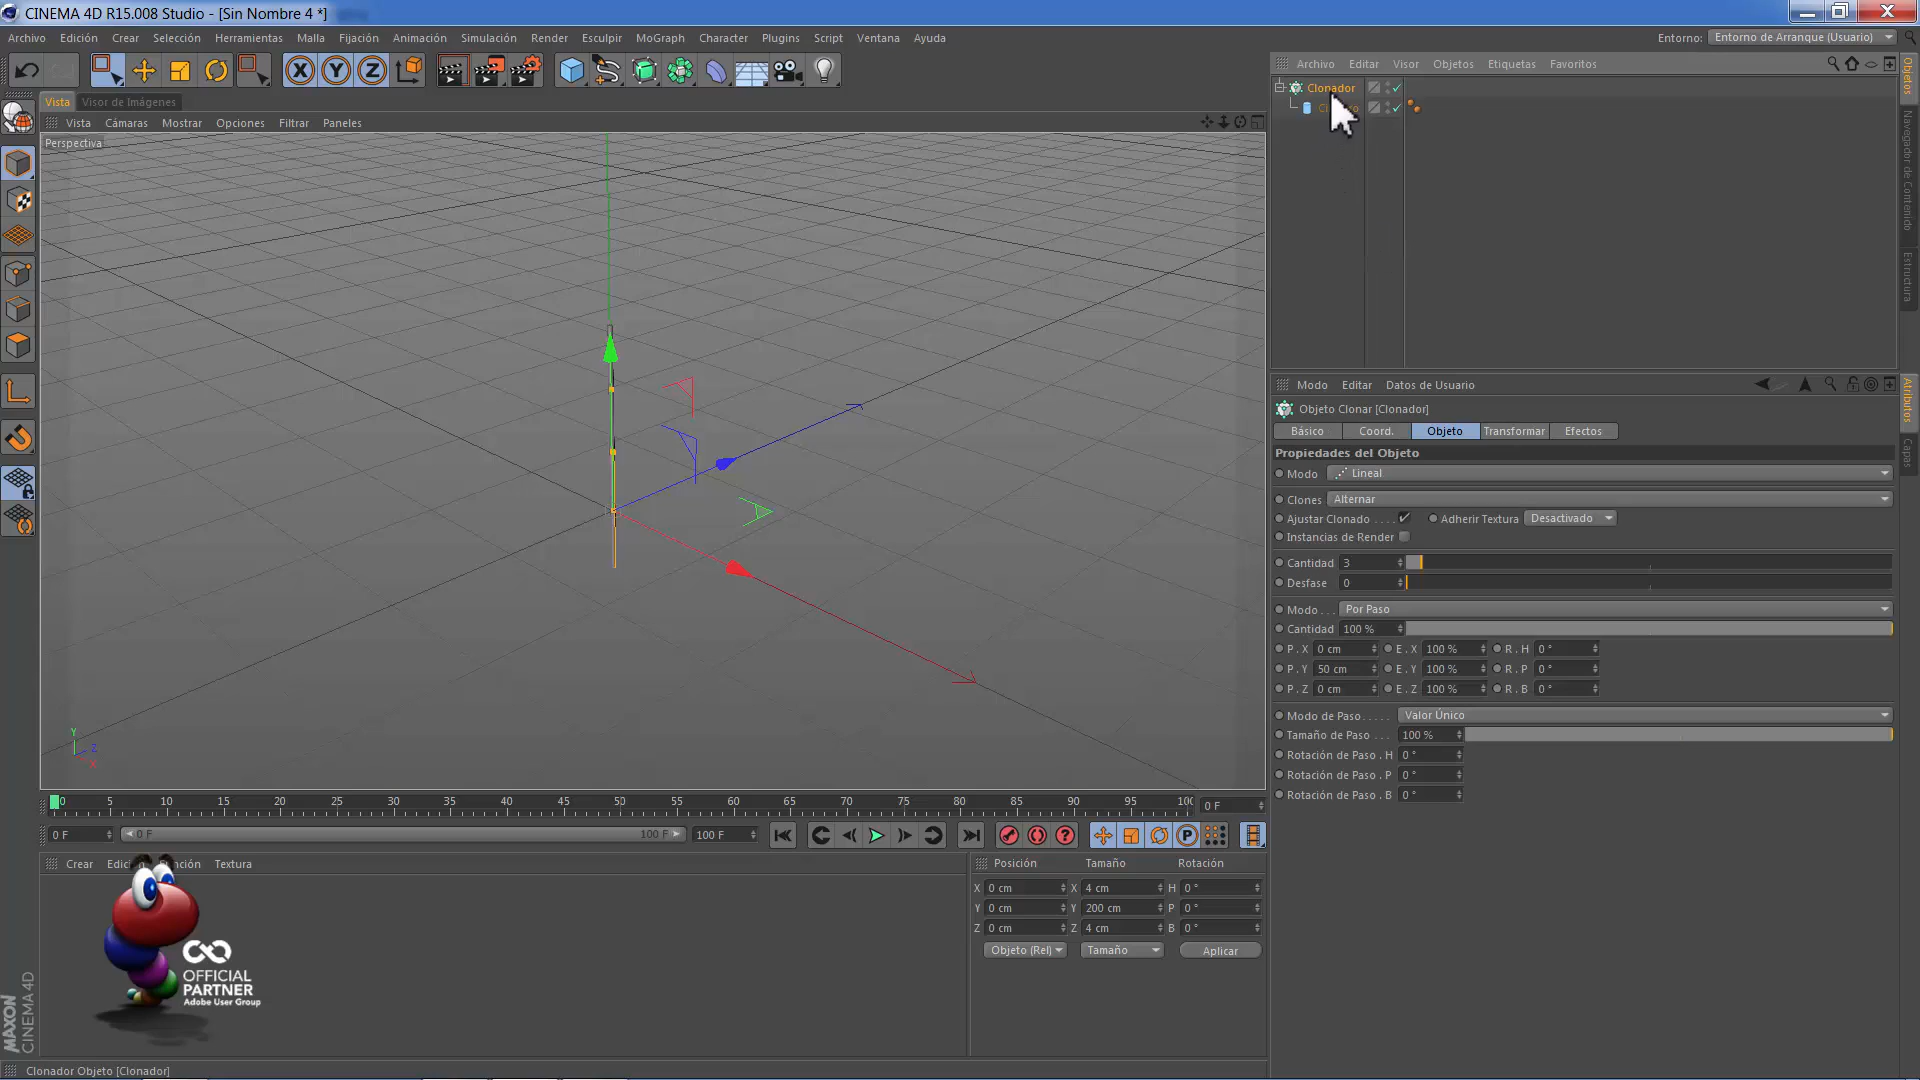 CINEMA 4D R15.008 Studio - [Sin Nombre 4 *]
Archivo Edición Crear Selección Herramientas Malla Fijación Animación Simulación Render Esculpir MoGraph Character Plugins Script Ventana Ayuda
Entorno: Entorno de Arranque (Usuario)
X Y Z
Archivo Editar Visor Objetos Etiquetas Favoritos
Objetos
Navegador de Contenido
Estructura
Clonador
Vista Visor de Imágenes
Vista Cámaras Mostrar Opciones Filtrar Paneles
Perspectiva
Y
Z
X
Modo Editar Datos de Usuario
Atributos
Capas
Objeto Clonar [Clonador]
Básico Coord. Objeto Transformar Efectos
Propiedades del Objeto
Modo Lineal
Clones Alternar
Ajustar Clonado . . . . Adherir Textura Desactivado
Instancias de Render
Cantidad 3
Desfase 0
Modo . . . Por Paso
Cantidad 100 %
P . X 0 cm E . X 100 % R . H 0 °
P . Y 50 cm E . Y 100 % R . P 0 °
P . Z 0 cm E . Z 100 % R . B 0 °
Modo de Paso . . . . . Valor Único
Tamaño de Paso . . . 100 %
Rotación de Paso . H 0 °
Rotación de Paso . P 0 °
Rotación de Paso . B 0 °
0 5 10 15 20 25 30 35 40 45 50 55 60 65 70 75 80 85 90 95 0 F
0 F 0 F 100 F 100 F
P
Crear Textura
Posición Tamaño Rotación
X 0 cm X 4 cm H 0 °
Y 0 cm Y 200 cm P 0 °
Z 0 cm Z 4 cm B 0 °
Objeto (Rel) Tamaño Aplicar
OFFICIAL
PARTNER
Adobe User Group
MAXON
CINEMA 4D
Clonador Objeto [Clonador]